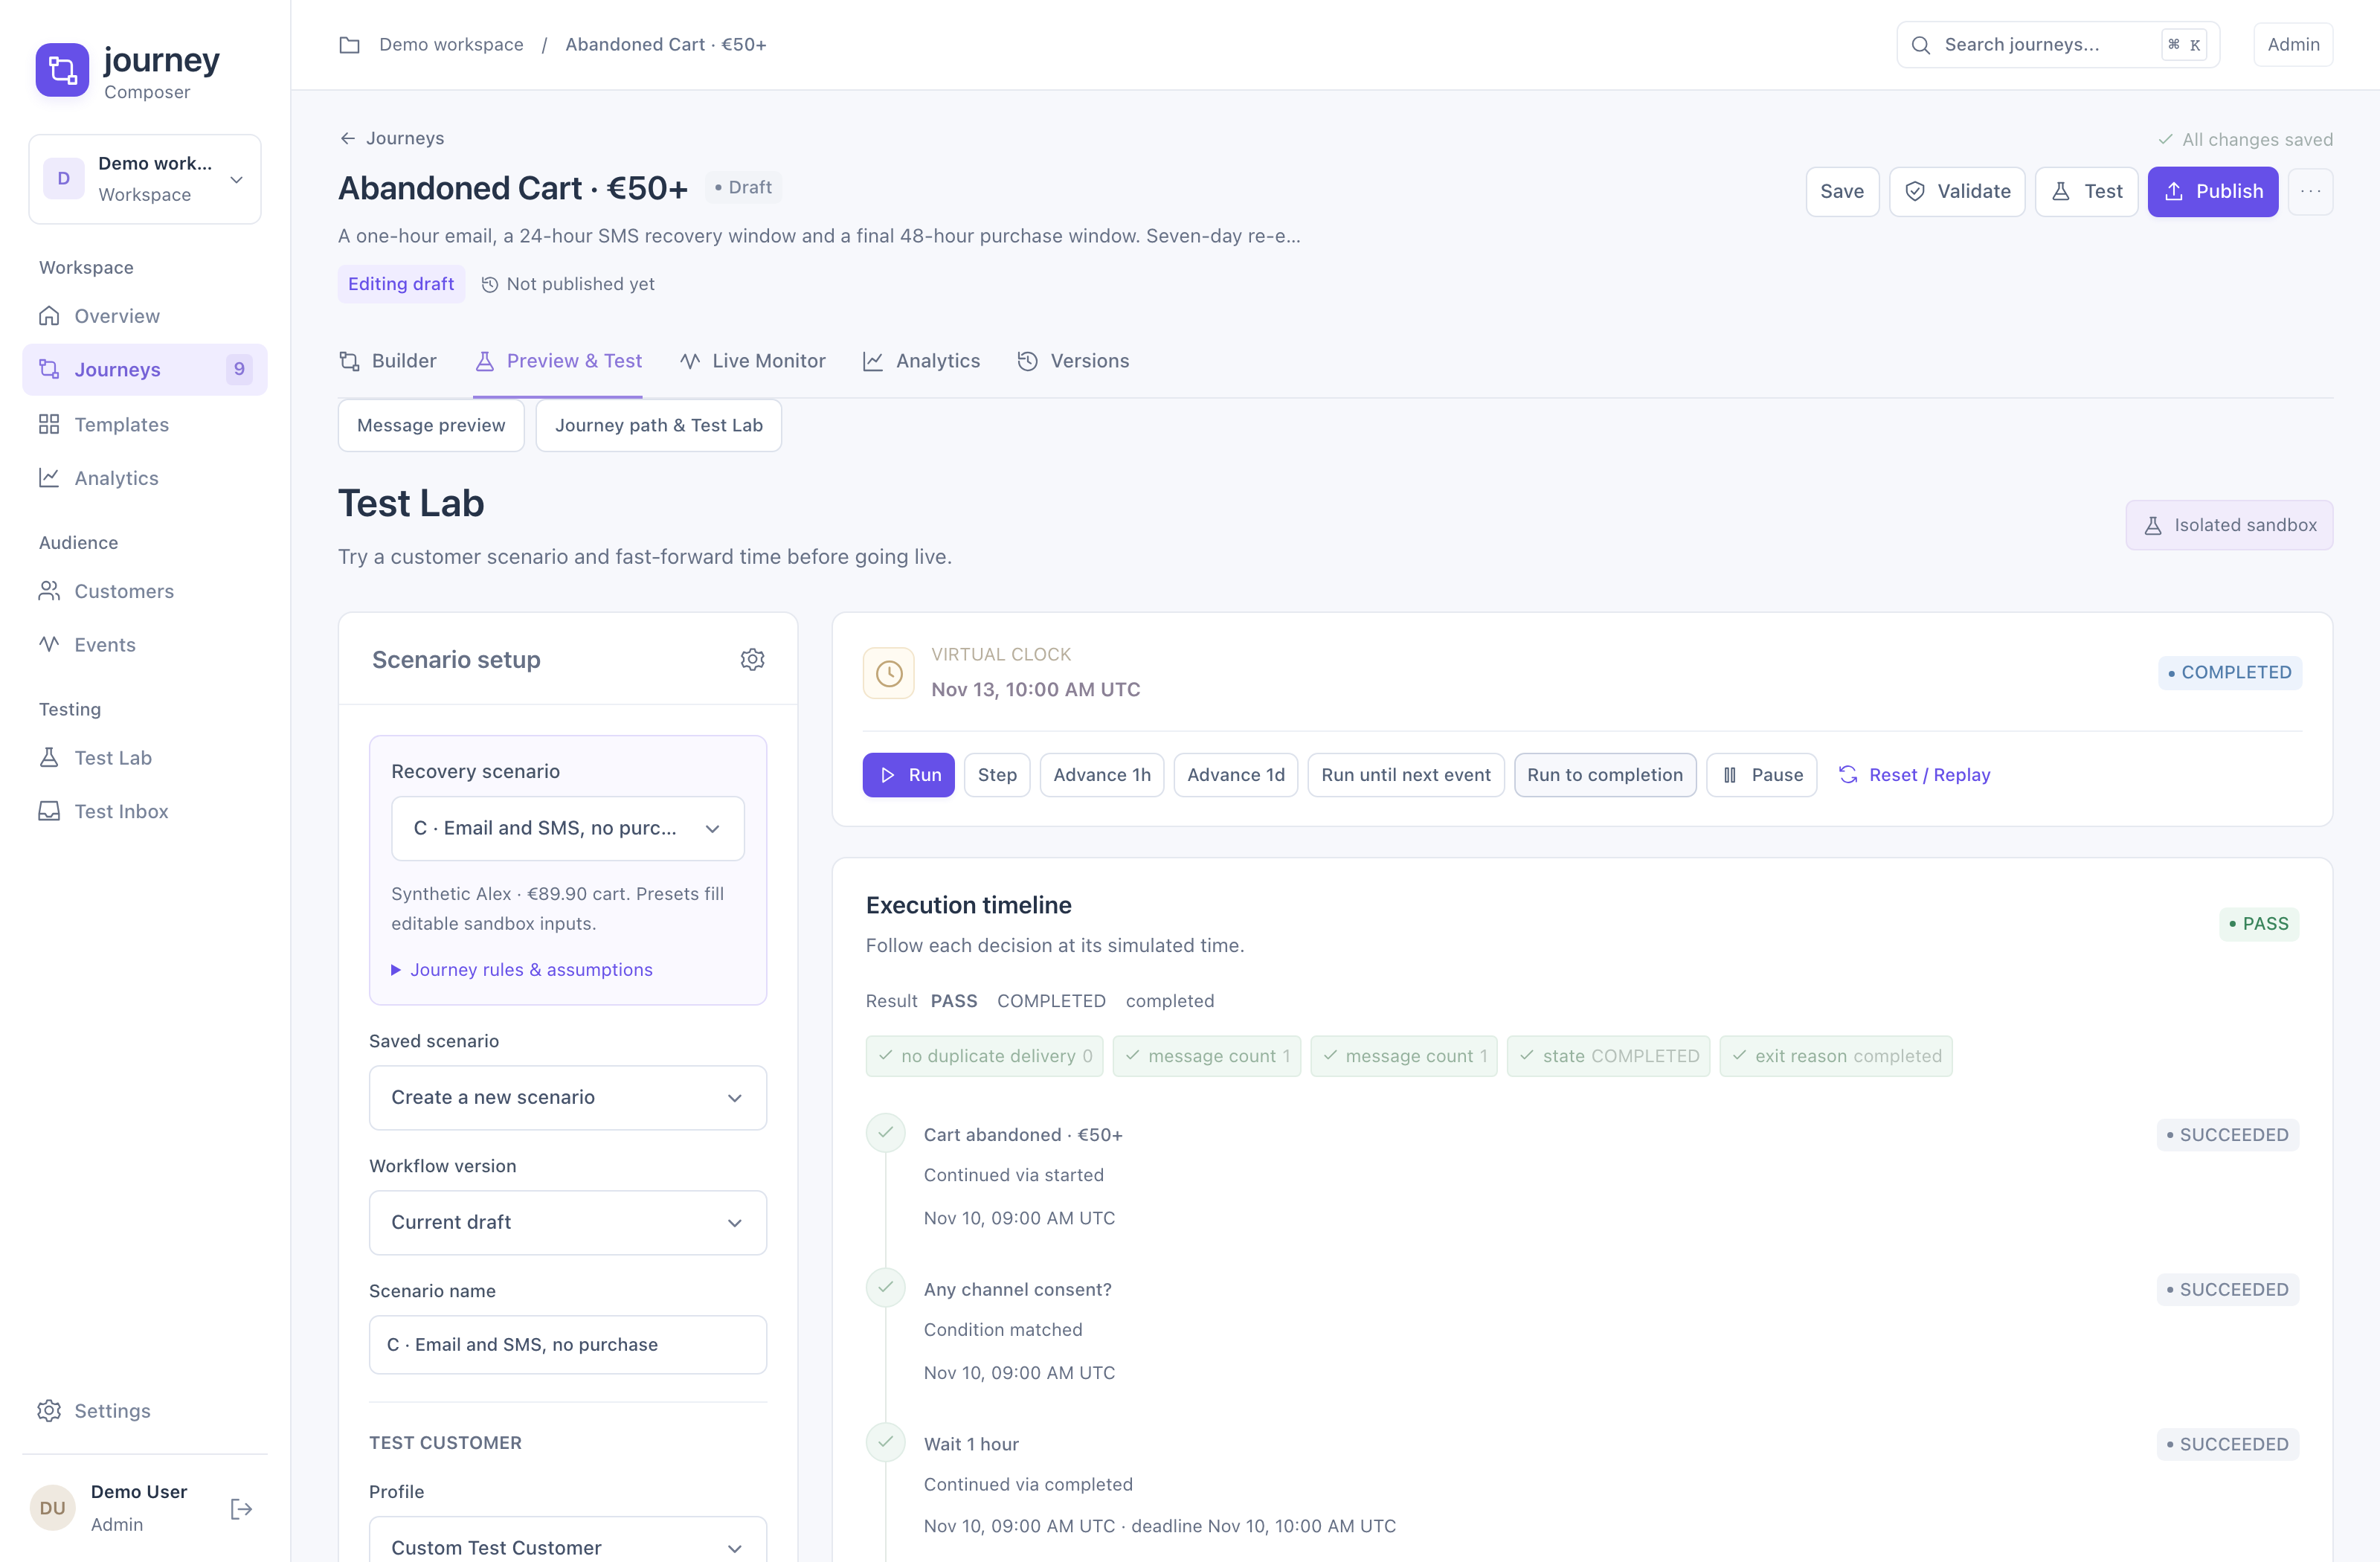 journey
Composer
D
Demo work...
Workspace
Workspace
Overview
Journeys 9
Templates
Analytics
Audience
Customers
Events
Testing
Test Lab
Test Inbox
Settings
DU
Demo User
Admin
Demo workspace / Abandoned Cart · €50+
Search journeys... ⌘ K
Admin
← Journeys
All changes saved
Abandoned Cart · €50+ • Draft
Save
Validate
Test
Publish
...
A one-hour email, a 24-hour SMS recovery window and a final 48-hour purchase window. Seven-day re-e...
Editing draft
Not published yet
Builder
Preview & Test
Live Monitor
Analytics
Versions
Message preview
Journey path & Test Lab
Test Lab
Try a customer scenario and fast-forward time before going live.
Isolated sandbox
Scenario setup
Recovery scenario
C · Email and SMS, no purc...
Synthetic Alex · €89.90 cart. Presets fill
editable sandbox inputs.
Journey rules & assumptions
Saved scenario
Create a new scenario
Workflow version
Current draft
Scenario name
C · Email and SMS, no purchase
TEST CUSTOMER
Profile
Custom Test Customer
VIRTUAL CLOCK
Nov 13, 10:00 AM UTC
• COMPLETED
Run
Step
Advance 1h
Advance 1d
Run until next event
Run to completion
Pause
Reset / Replay
Execution timeline
Follow each decision at its simulated time.
• PASS
Result PASS COMPLETED completed
no duplicate delivery 0
message count 1
message count 1
state COMPLETED
exit reason completed
Cart abandoned · €50+
• SUCCEEDED
Continued via started
Nov 10, 09:00 AM UTC
Any channel consent?
• SUCCEEDED
Condition matched
Nov 10, 09:00 AM UTC
Wait 1 hour
• SUCCEEDED
Continued via completed
Nov 10, 09:00 AM UTC · deadline Nov 10, 10:00 AM UTC